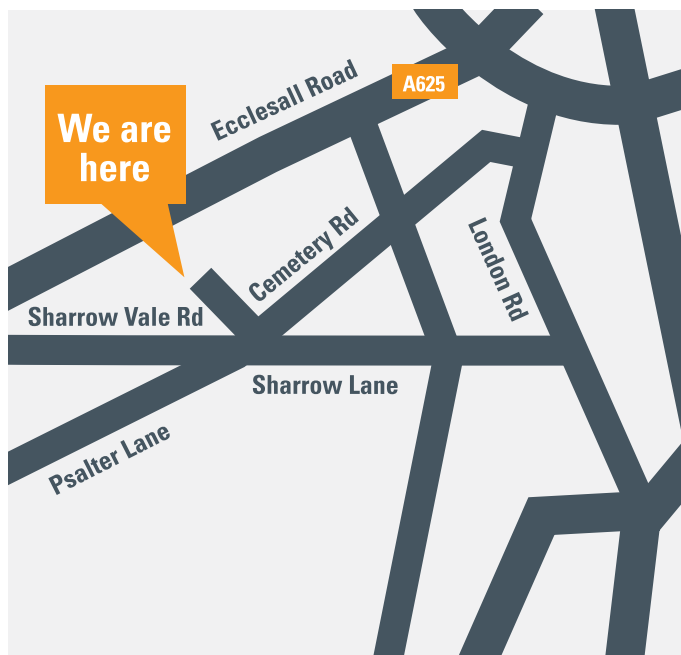 A625
Ecclesall Road
We are
here
Cemetery Rd
London Rd
Sharrow Vale Rd
Sharrow Lane
Psalter Lane